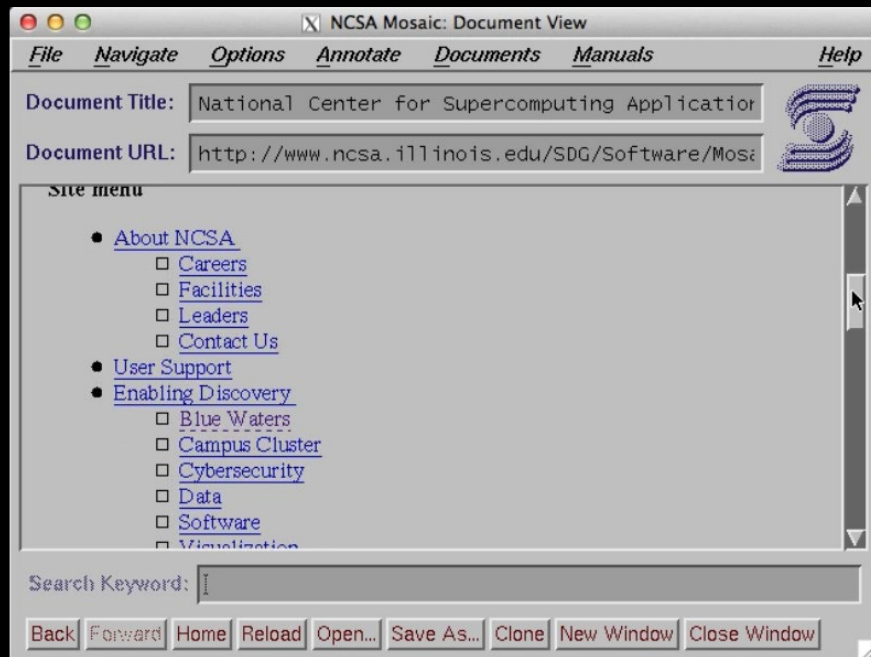 NCSA Mosaic: Document View
File Navigate Options Annotate Documents Manuals Help
Document Title: National Center for Supercomputing Application
Document URL: http://www.ncsa.illinois.edu/SDG/Software/Mosa
Site menu
About NCSA
Careers
Facilities
Leaders
Contact Us
User Support
Enabling Discovery
Blue Waters
Campus Cluster
Cybersecurity
Data
Software
Visualization
Search Keyword:
Back Forward Home Reload Open... Save As... Clone New Window Close Window